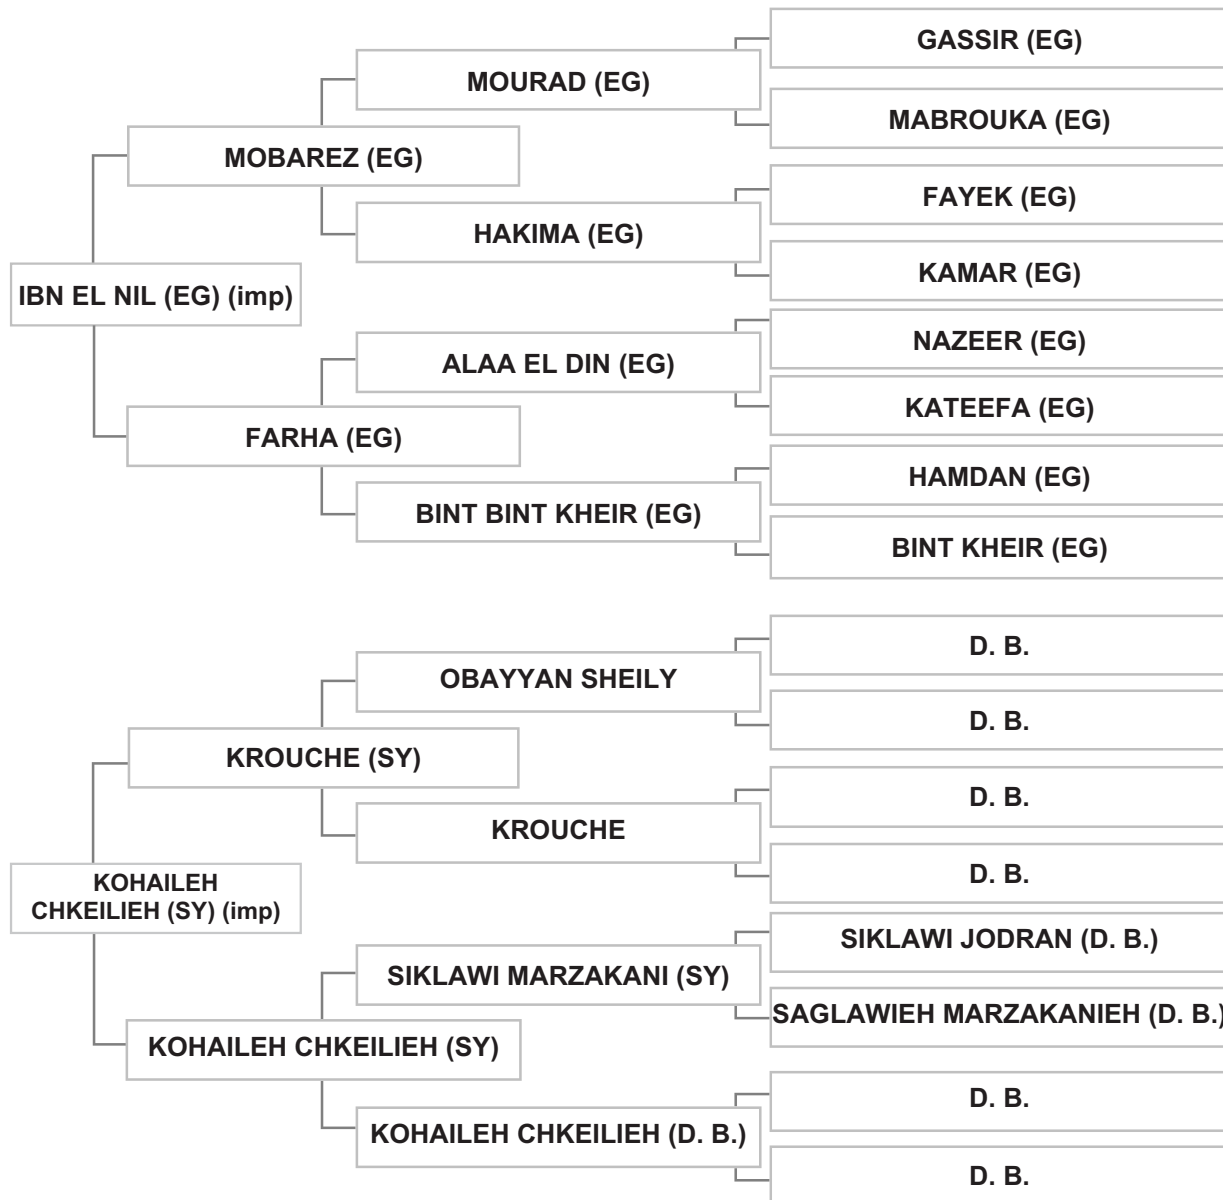 GASSIR (EG)
MOURAD (EG)
MABROUKA (EG)
MOBAREZ (EG)
FAYEK (EG)
HAKIMA (EG)
KAMAR (EG)
IBN EL NIL (EG) (imp)
NAZEER (EG)
ALAA EL DIN (EG)
KATEEFA (EG)
FARHA (EG)
HAMDAN (EG)
BINT BINT KHEIR (EG)
BINT KHEIR (EG)
D. B.
OBAYYAN SHEILY
D. B.
KROUCHE (SY)
D. B.
KROUCHE
D. B.
KOHAILEH
CHKEILIEH (SY) (imp)
SIKLAWI JODRAN (D. B.)
SIKLAWI MARZAKANI (SY)
SAGLAWIEH MARZAKANIEH (D. B.)
KOHAILEH CHKEILIEH (SY)
D. B.
KOHAILEH CHKEILIEH (D. B.)
D. B.